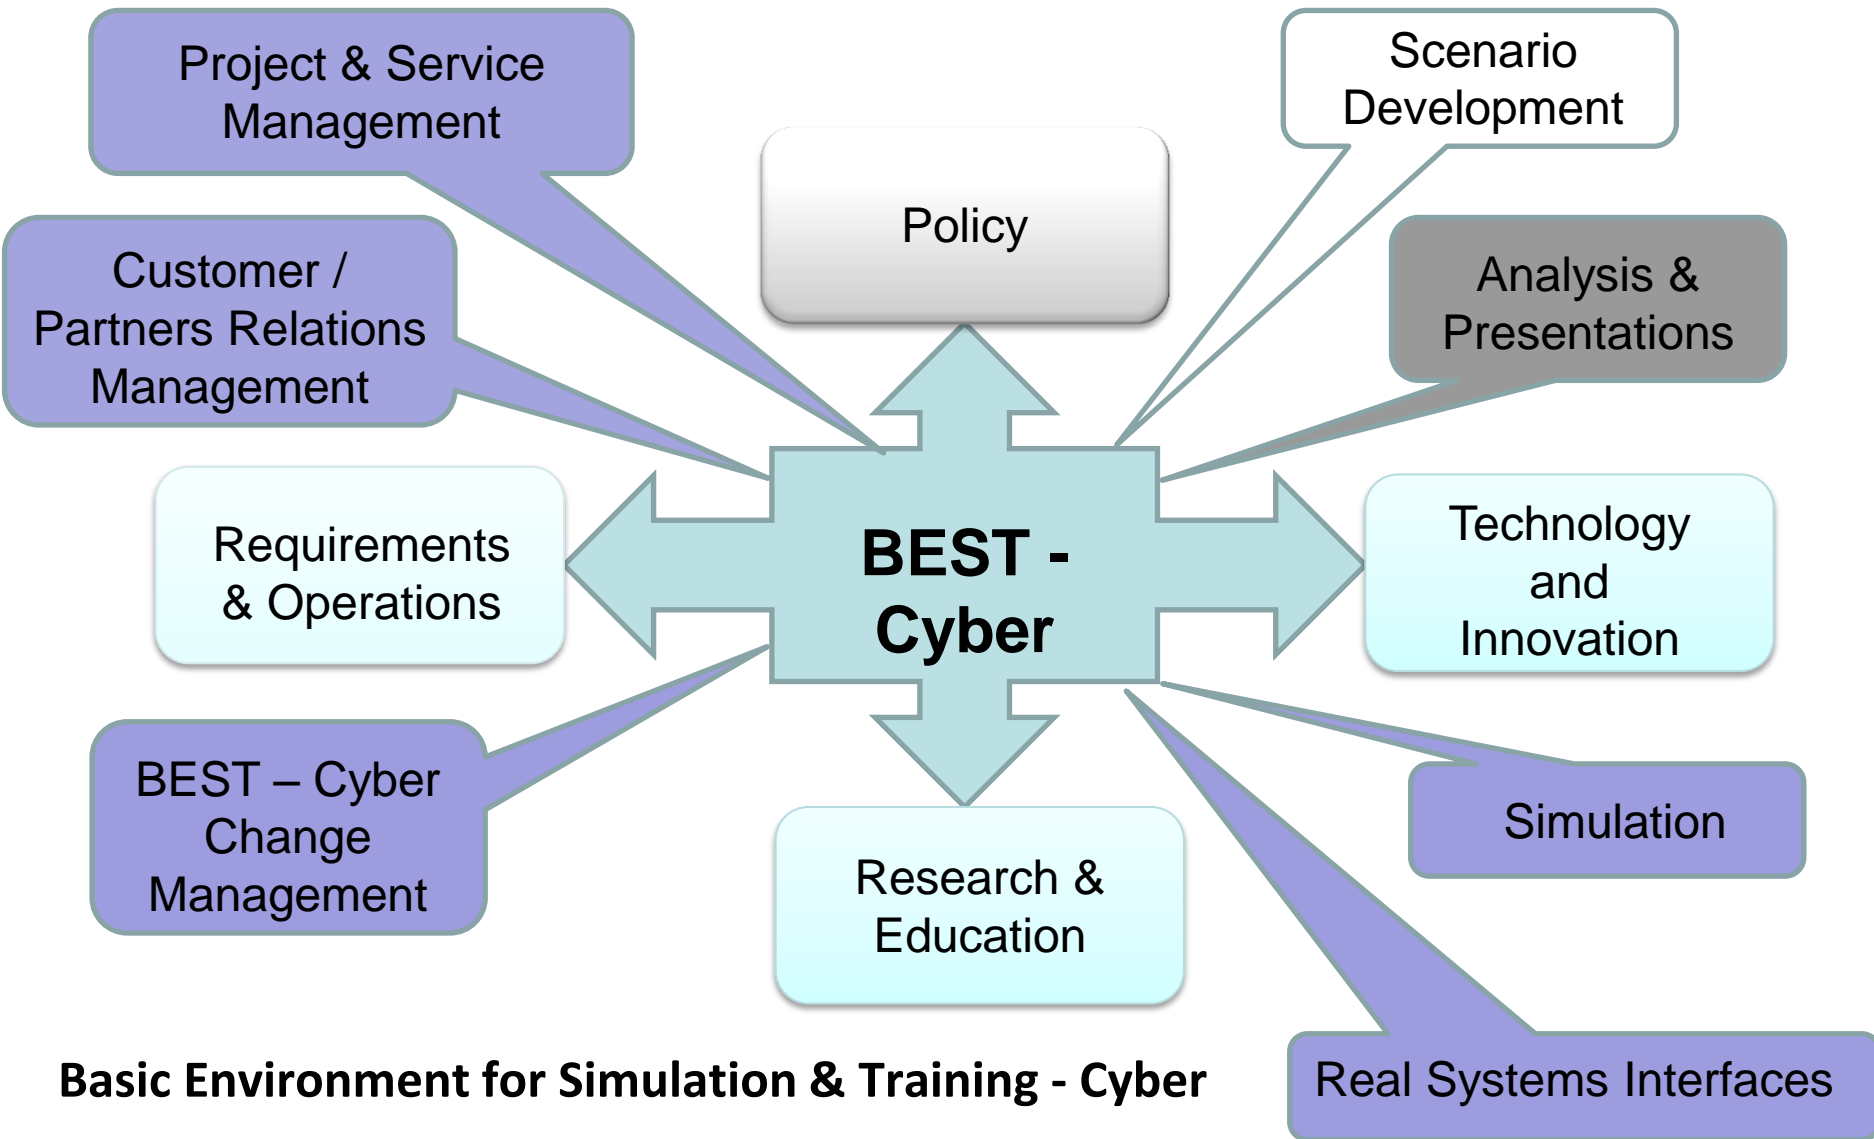 Project & Service
Management
Scenario
Development
Policy
Customer /
Partners Relations
Management
Analysis &
Presentations
Requirements
& Operations
BEST -
Cyber
Technology
and
Innovation
BEST – Cyber
Change
Management
Simulation
Research &
Education
Real Systems Interfaces
Basic Environment for Simulation & Training - Cyber